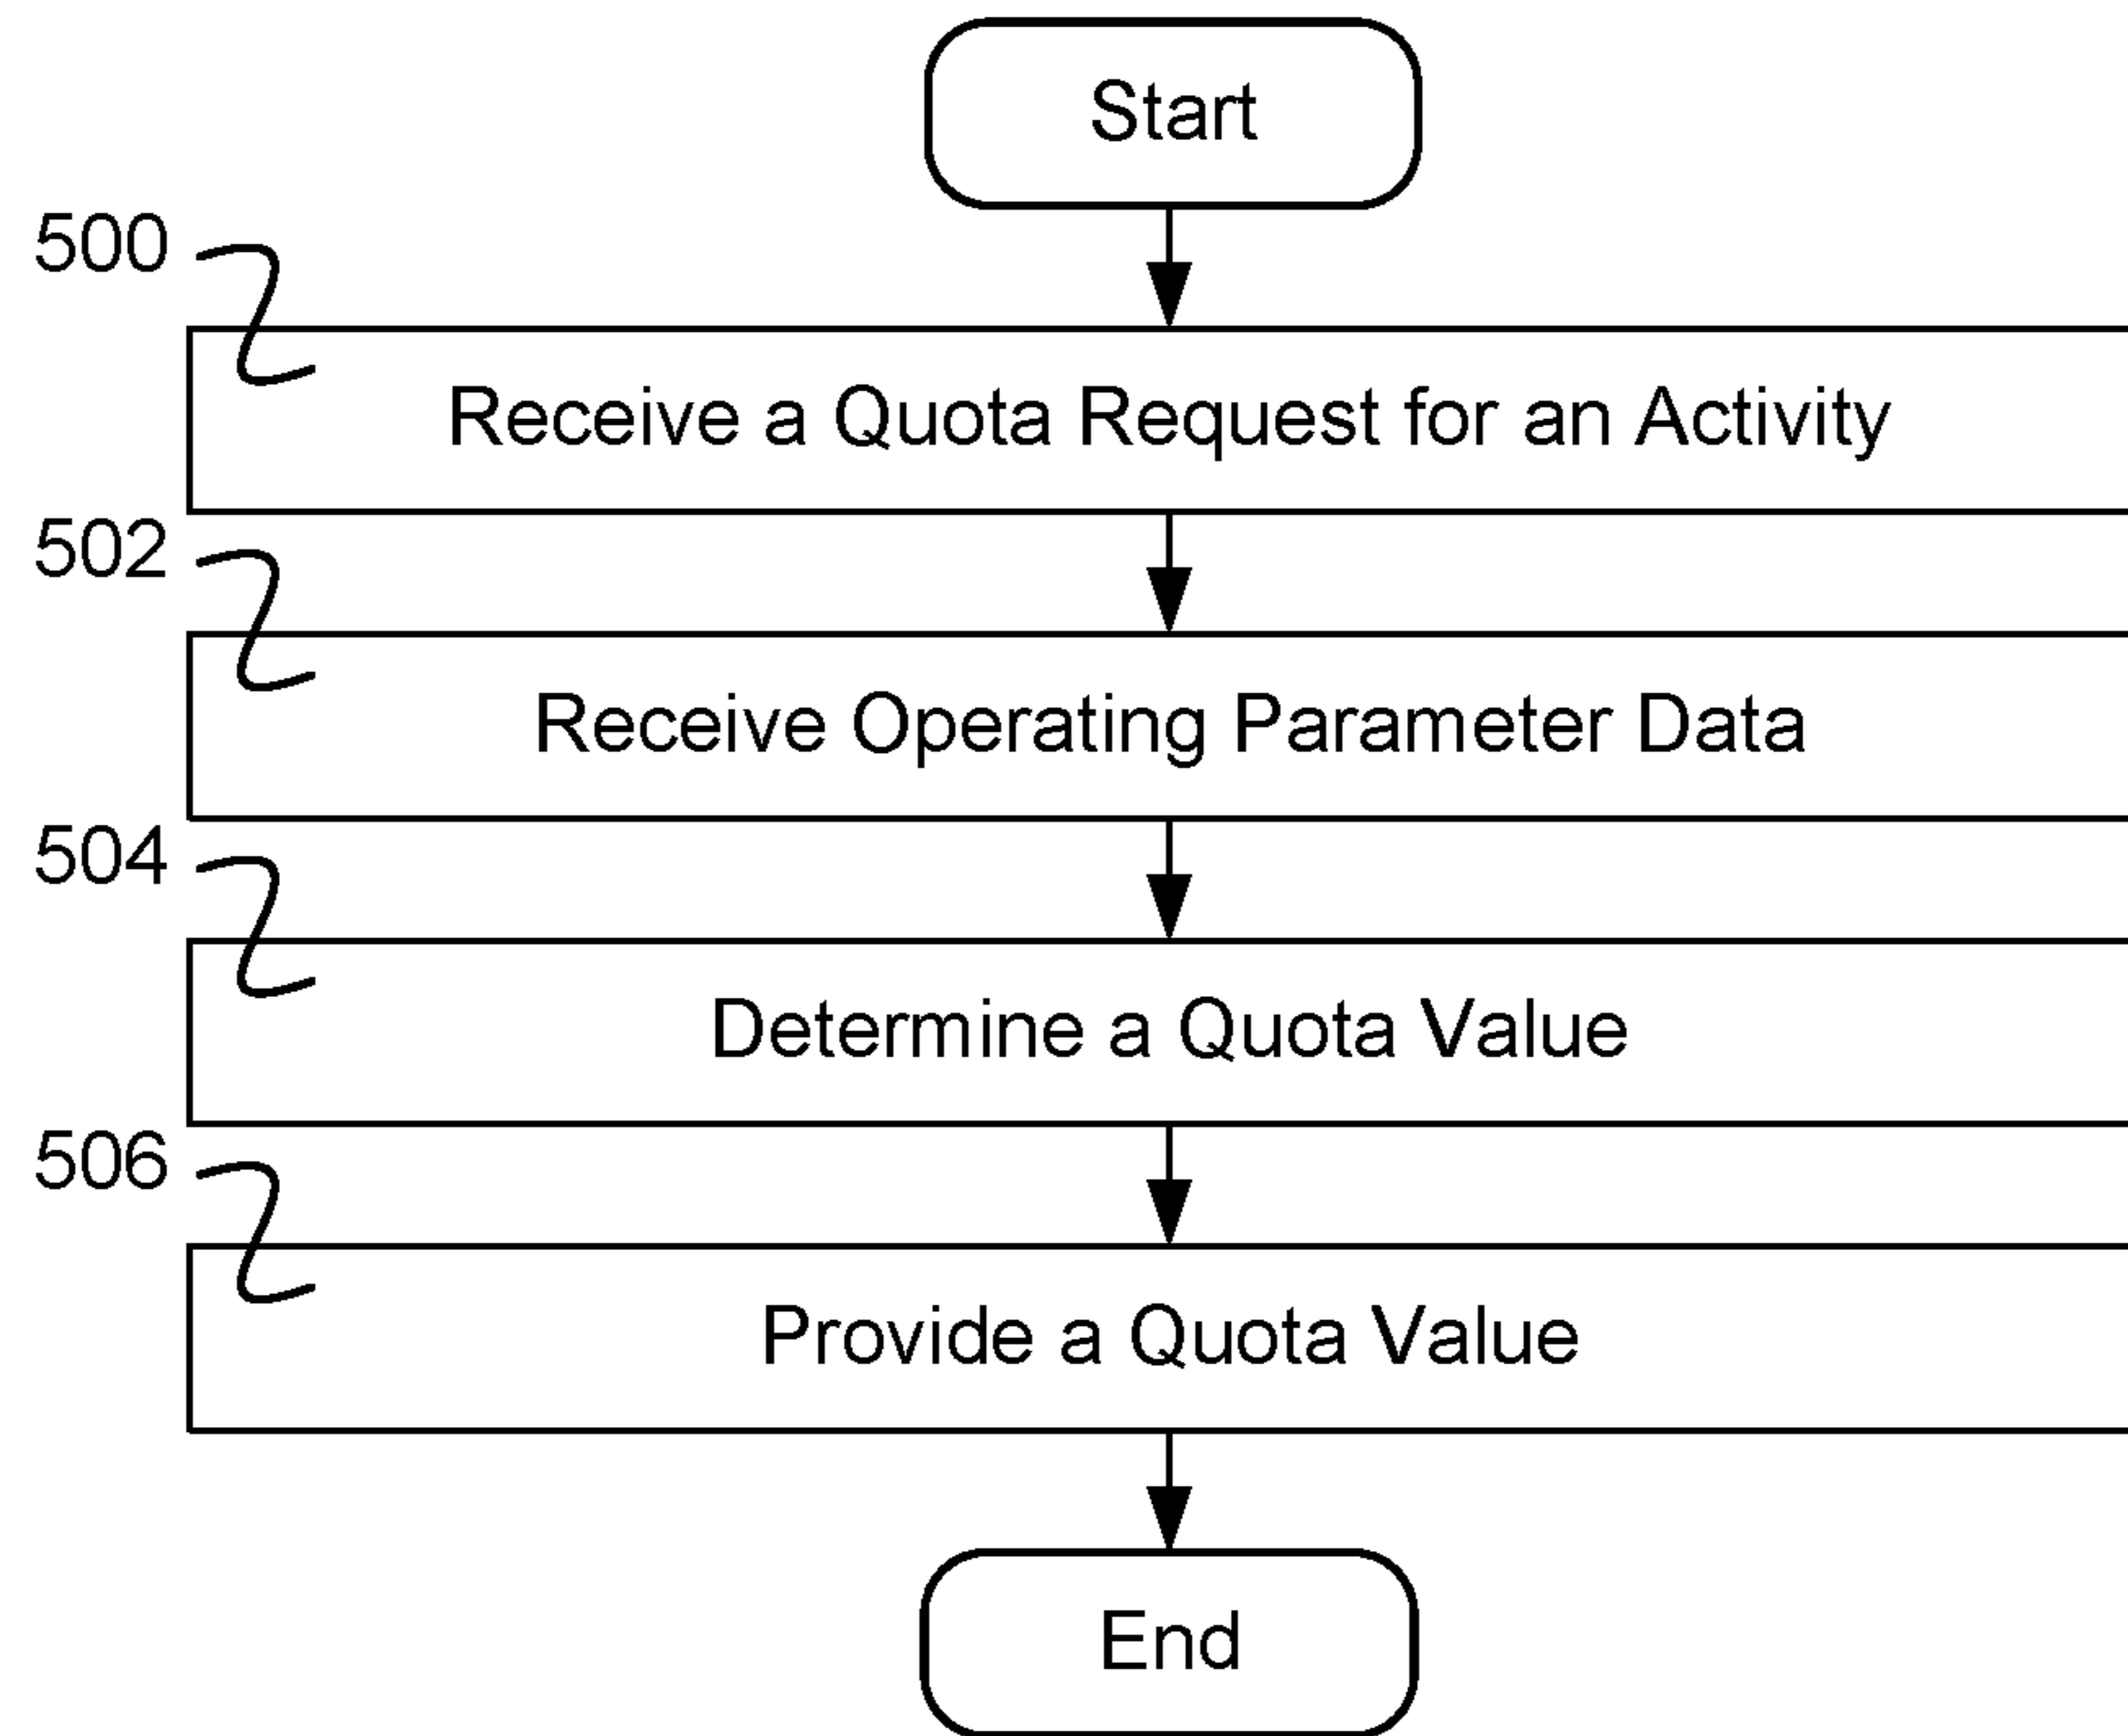 Start
500
Receive a Quota Request for an Activity
502
Receive Operating Parameter Data
504
Determine a Quota Value
506
Provide a Quota Value
End